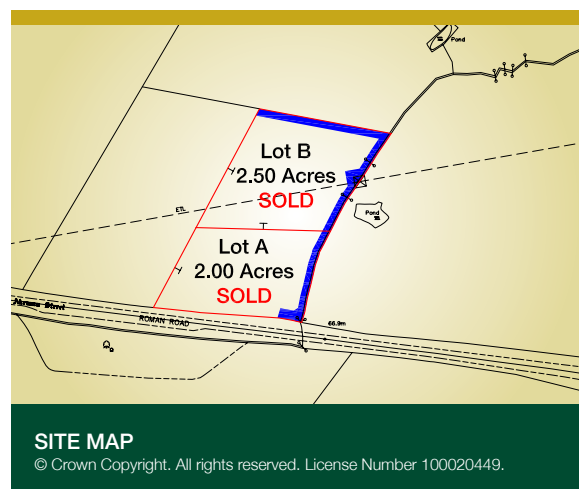 Pond
Lot B
2.50 Acres
SOLD
ETL
Pond
Lot A
2.00 Acres
SOLD
ROMAN ROAD
66.9m
SITE MAP
© Crown Copyright. All rights reserved. License Number 100020449.